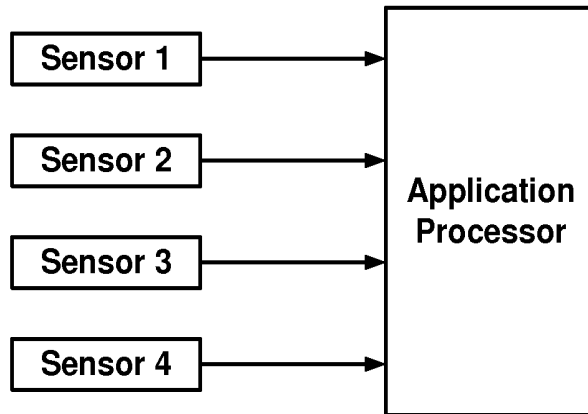 Sensor 1
Sensor 2
Sensor 3
Sensor 4
Application
Processor